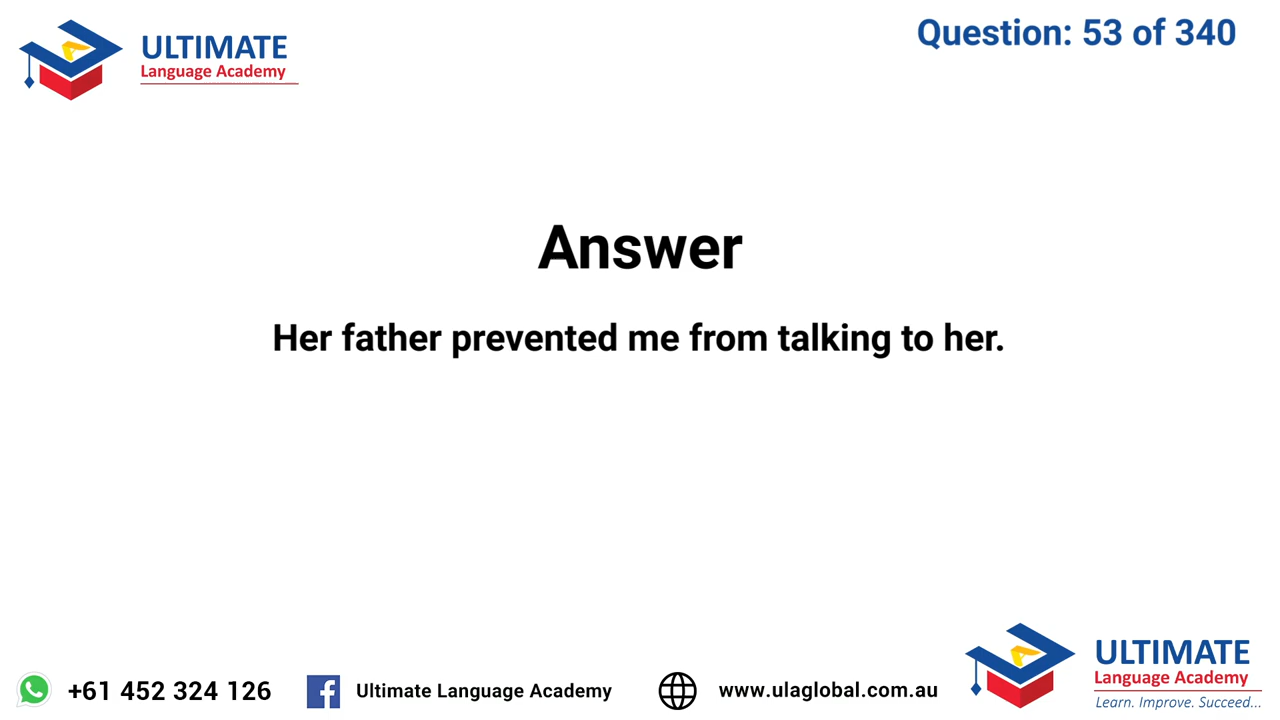 ULTIMATE
Language Academy
Question: 53 of 340
Answer
Her father prevented me from talking to her.
+61 452 324 126
Ultimate Language Academy
www.ulaglobal.com.au
ULTIMATE
Language Academy
Learn. Improve. Succeed...